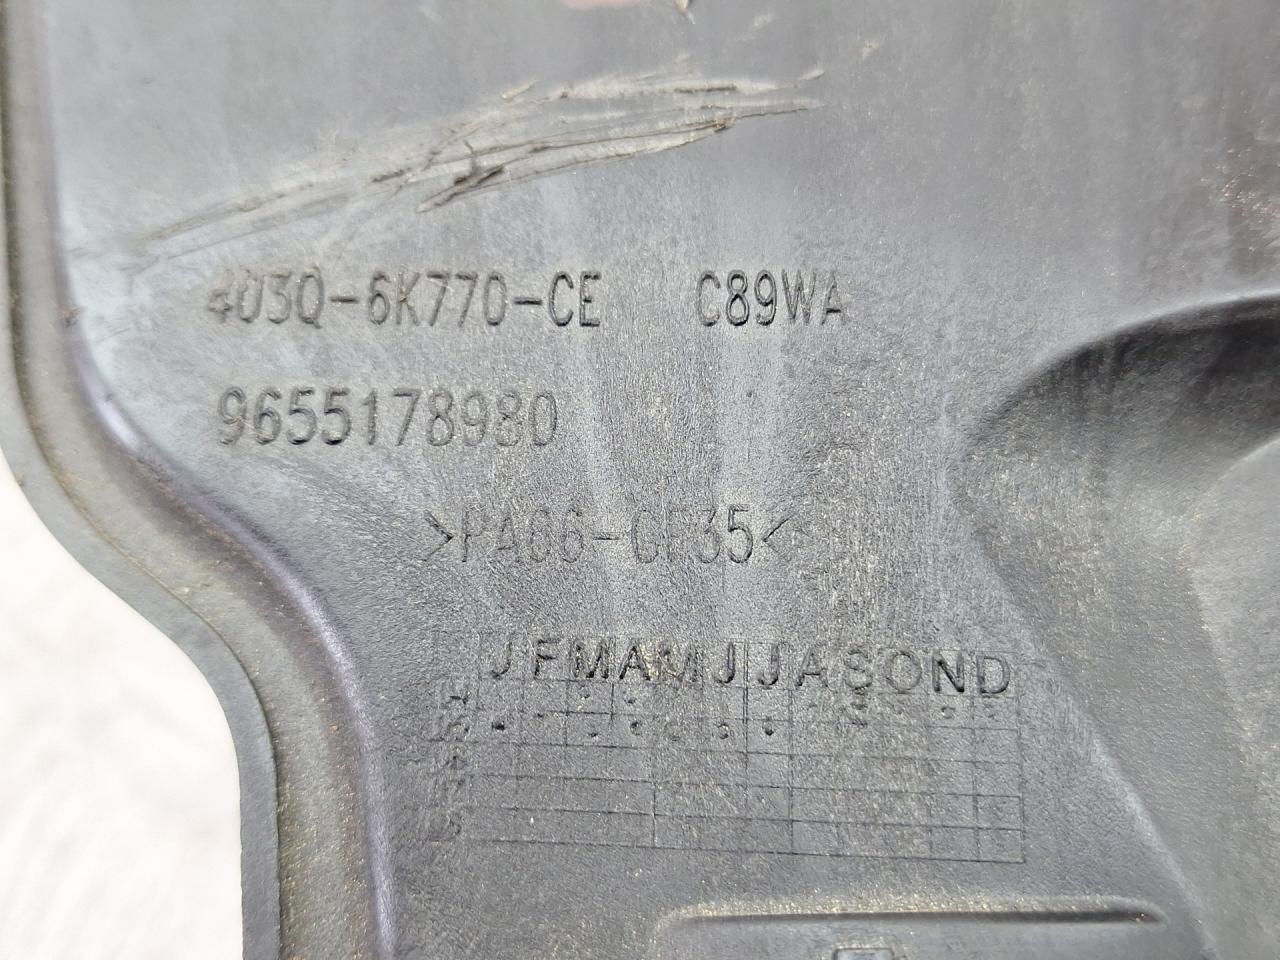 4U3Q-6K770-CE C89WA
9655178980
>PA66-GF35<
JFMAMJJASOND